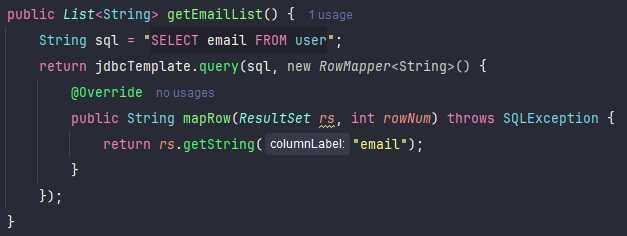 public List<String> getEmailList() { 1 usage
String sql = "SELECT email FROM user";
return jdbcTemplate.query(sql, new RowMapper<String>() {
@Override no usages
public String mapRow(ResultSet rs, int rowNum) throws SQLException {
return rs.getString( columnLabel: "email");
}
});
}